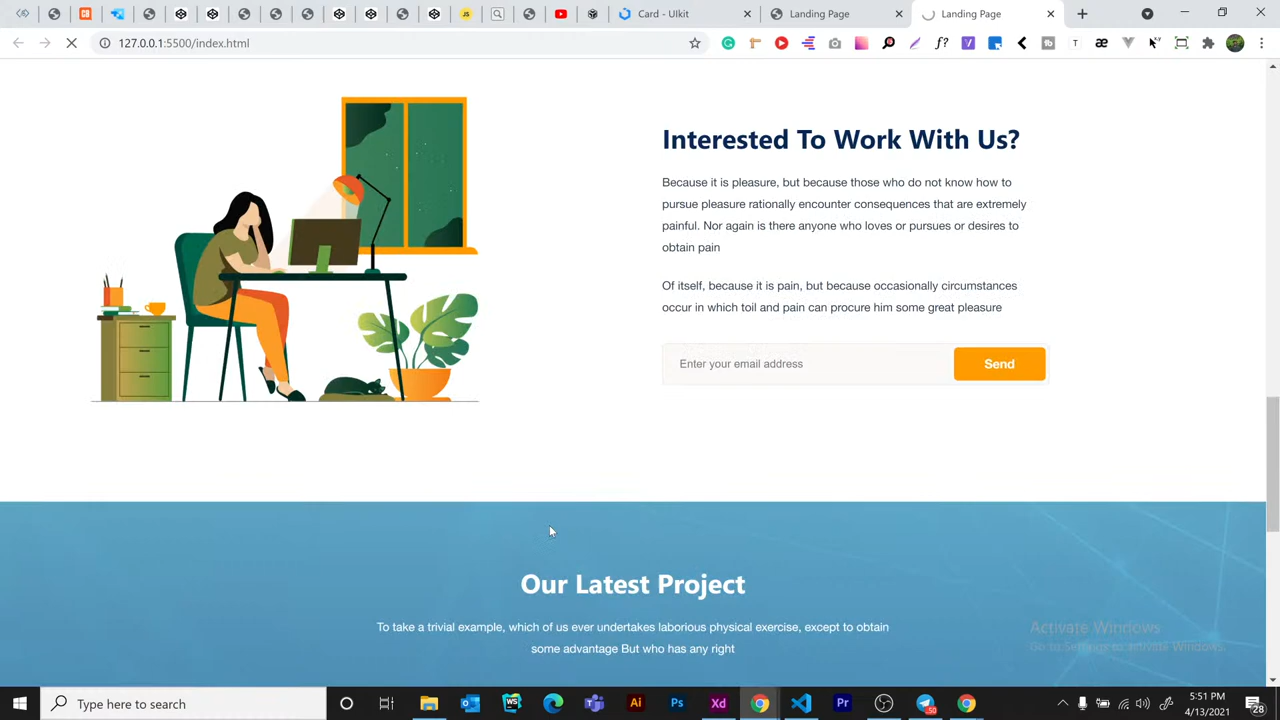 Card - UIkit
Landing Page
Landing Page
127.0.0.1:5500/index.html
Interested To Work With Us?
Because it is pleasure, but because those who do not know how to
pursue pleasure rationally encounter consequences that are extremely
painful. Nor again is there anyone who loves or pursues or desires to
obtain pain
Of itself, because it is pain, but because occasionally circumstances
occur in which toil and pain can procure him some great pleasure
Enter your email address
Send
Our Latest Project
To take a trivial example, which of us ever undertakes laborious physical exercise, except to obtain
some advantage But who has any right
Activate Windows
Go to Settings to activate Windows.
Type here to search
5:51 PM
4/13/2021